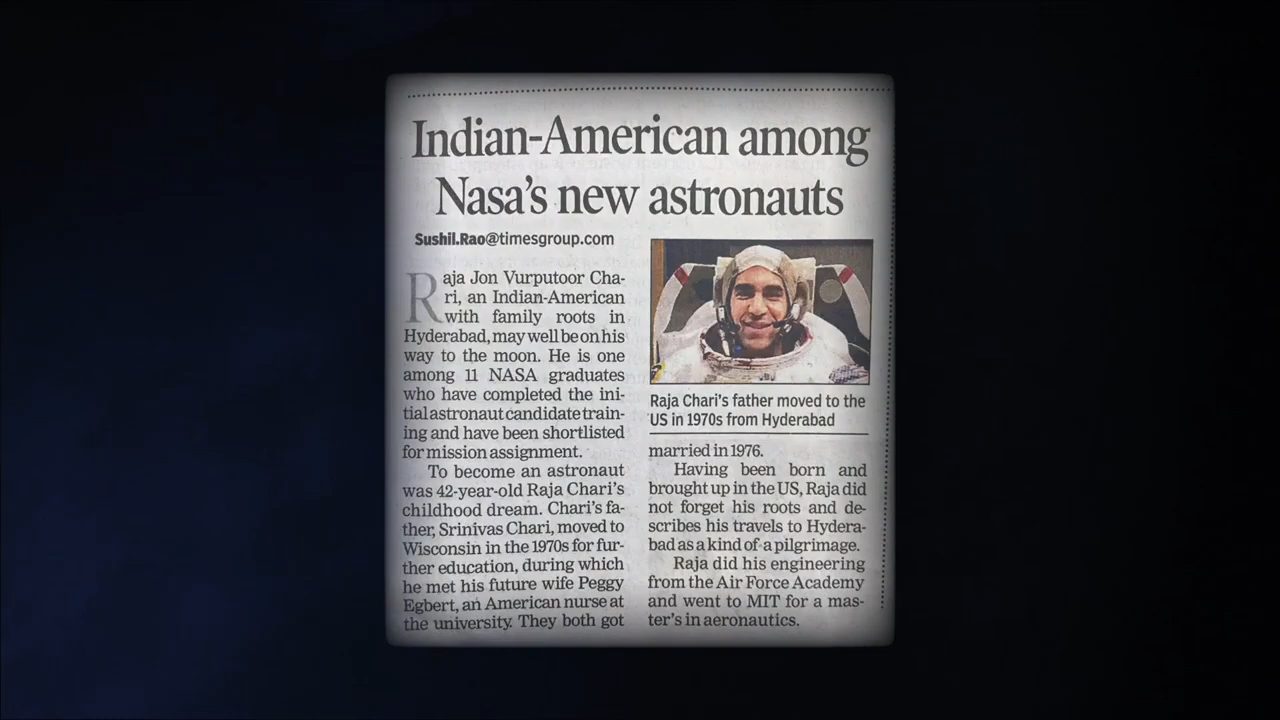 Indian-American among
Nasa's new astronauts
Sushil.Rao@timesgroup.com
Raja Jon Vurputoor Cha-
ri, an Indian-American
with family roots in
Hyderabad, may well be on his
way to the moon. He is one
among 11 NASA graduates
who have completed the ini-
tial astronaut candidate train-
ing and have been shortlisted
for mission assignment.
To become an astronaut
was 42-year-old Raja Chari's
childhood dream. Chari's fa-
ther, Srinivas Chari, moved to
Wisconsin in the 1970s for fur-
ther education, during which
he met his future wife Peggy
Egbert, an American nurse at
the university. They both got
Raja Chari's father moved to the
US in 1970s from Hyderabad
married in 1976.
Having been born and
brought up in the US, Raja did
not forget his roots and de-
scribes his travels to Hydera-
bad as a kind of a pilgrimage.
Raja did his engineering
from the Air Force Academy
and went to MIT for a mas-
ter's in aeronautics.